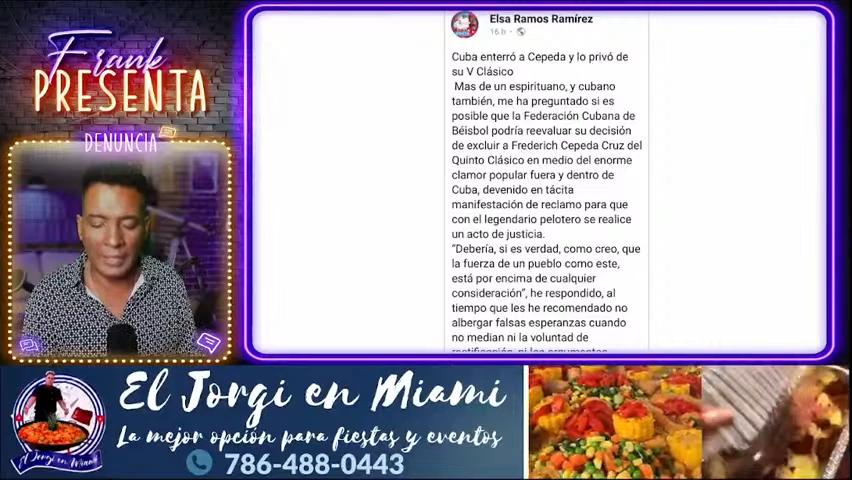 Frank
PRESENTA
DENUNCIA
Elsa Ramos Ramírez
16 h ·
Cuba enterró a Cepeda y lo privó de
su V Clásico
Mas de un espirituano, y cubano
también, me ha preguntado si es
posible que la Federación Cubana de
Béisbol podría reevaluar su decisión
de excluir a Frederich Cepeda Cruz del
Quinto Clásico en medio del enorme
clamor popular fuera y dentro de
Cuba, devenido en tácita
manifestación de reclamo para que
con el legendario pelotero se realice
un acto de justicia.
“Debería, si es verdad, como creo, que
la fuerza de un pueblo como este,
está por encima de cualquier
consideración”, he respondido, al
tiempo que les he recomendado no
albergar falsas esperanzas cuando
no median ni la voluntad de
rectificación, ni los argumentos
El Jorgi en Miami
El Jorgi en Miami
La mejor opción para fiestas y eventos
786-488-0443